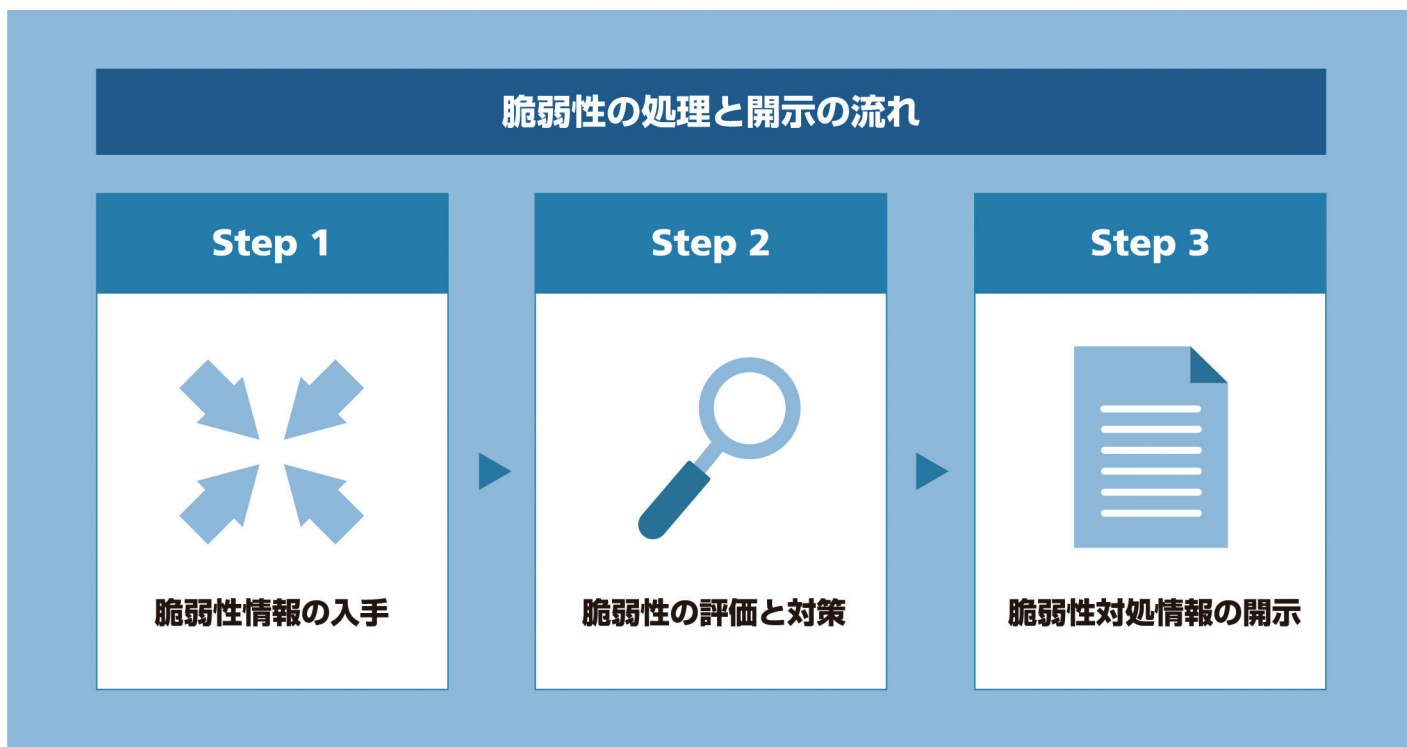 脆弱性の処理と開示の流れ
Step 1
脆弱性情報の入手
Step 2
脆弱性の評価と対策
Step 3
脆弱性対処情報の開示